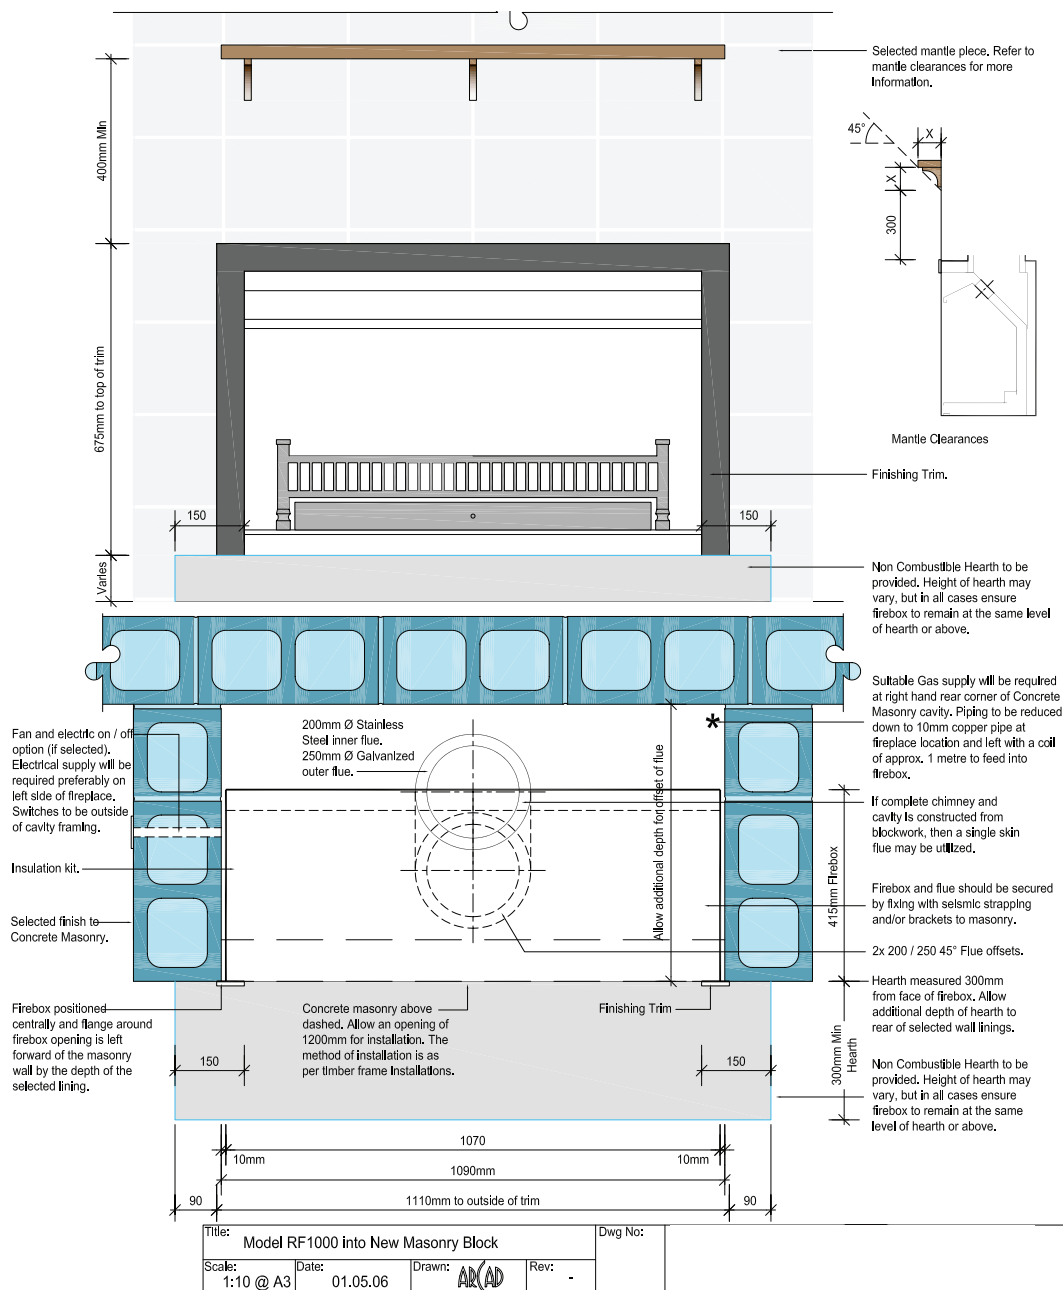 Selected mantle piece. Refer to
mantle clearances for more
information.
45°
X
X
300
400mm Min
Mantle Clearances
675mm to top of trim
Finishing Trim.
150
150
Varies
Non Combustible Hearth to be
provided. Height of hearth may
vary, but in all cases ensure
firebox to remain at the same level
of hearth or above.
Suitable Gas supply will be required
at right hand rear corner of Concrete
Masonry cavity. Piping to be reduced
down to 10mm copper pipe at
fireplace location and left with a coil
of approx. 1 metre to feed into
firebox.
*
200mm Ø Stainless
Steel inner flue.
250mm Ø Galvanized
outer flue.
Fan and electric on / off
option (if selected).
Electrical supply will be
required preferably on
left side of fireplace.
Switches to be outside
of cavity framing.
Allow additional depth for offset of flue
If complete chimney and
cavity is constructed from
blockwork, then a single skin
flue may be utilized.
Insulation kit.
415mm Firebox
Firebox and flue should be secured
by fixing with seismic strapping
and/or brackets to masonry.
Selected finish to
Concrete Masonry.
2x 200 / 250 45° Flue offsets.
Hearth measured 300mm
from face of firebox. Allow
additional depth of hearth to
rear of selected wall linings.
Firebox positioned
centrally and flange around
firebox opening is left
forward of the masonry
wall by the depth of the
selected lining.
Concrete masonry above
dashed. Allow an opening of
1200mm for installation. The
method of installation is as
per timber frame installations.
Finishing Trim
150
150
300mm Min
Hearth
Non Combustible Hearth to be
provided. Height of hearth may
vary, but in all cases ensure
firebox to remain at the same
level of hearth or above.
1070
10mm
10mm
1090mm
90
1110mm to outside of trim
90
Title:
Model RF1000 into New Masonry Block
Dwg No:
Scale:
1:10 @ A3
Date:
01.05.06
Drawn:
ARCAD
Rev:
-